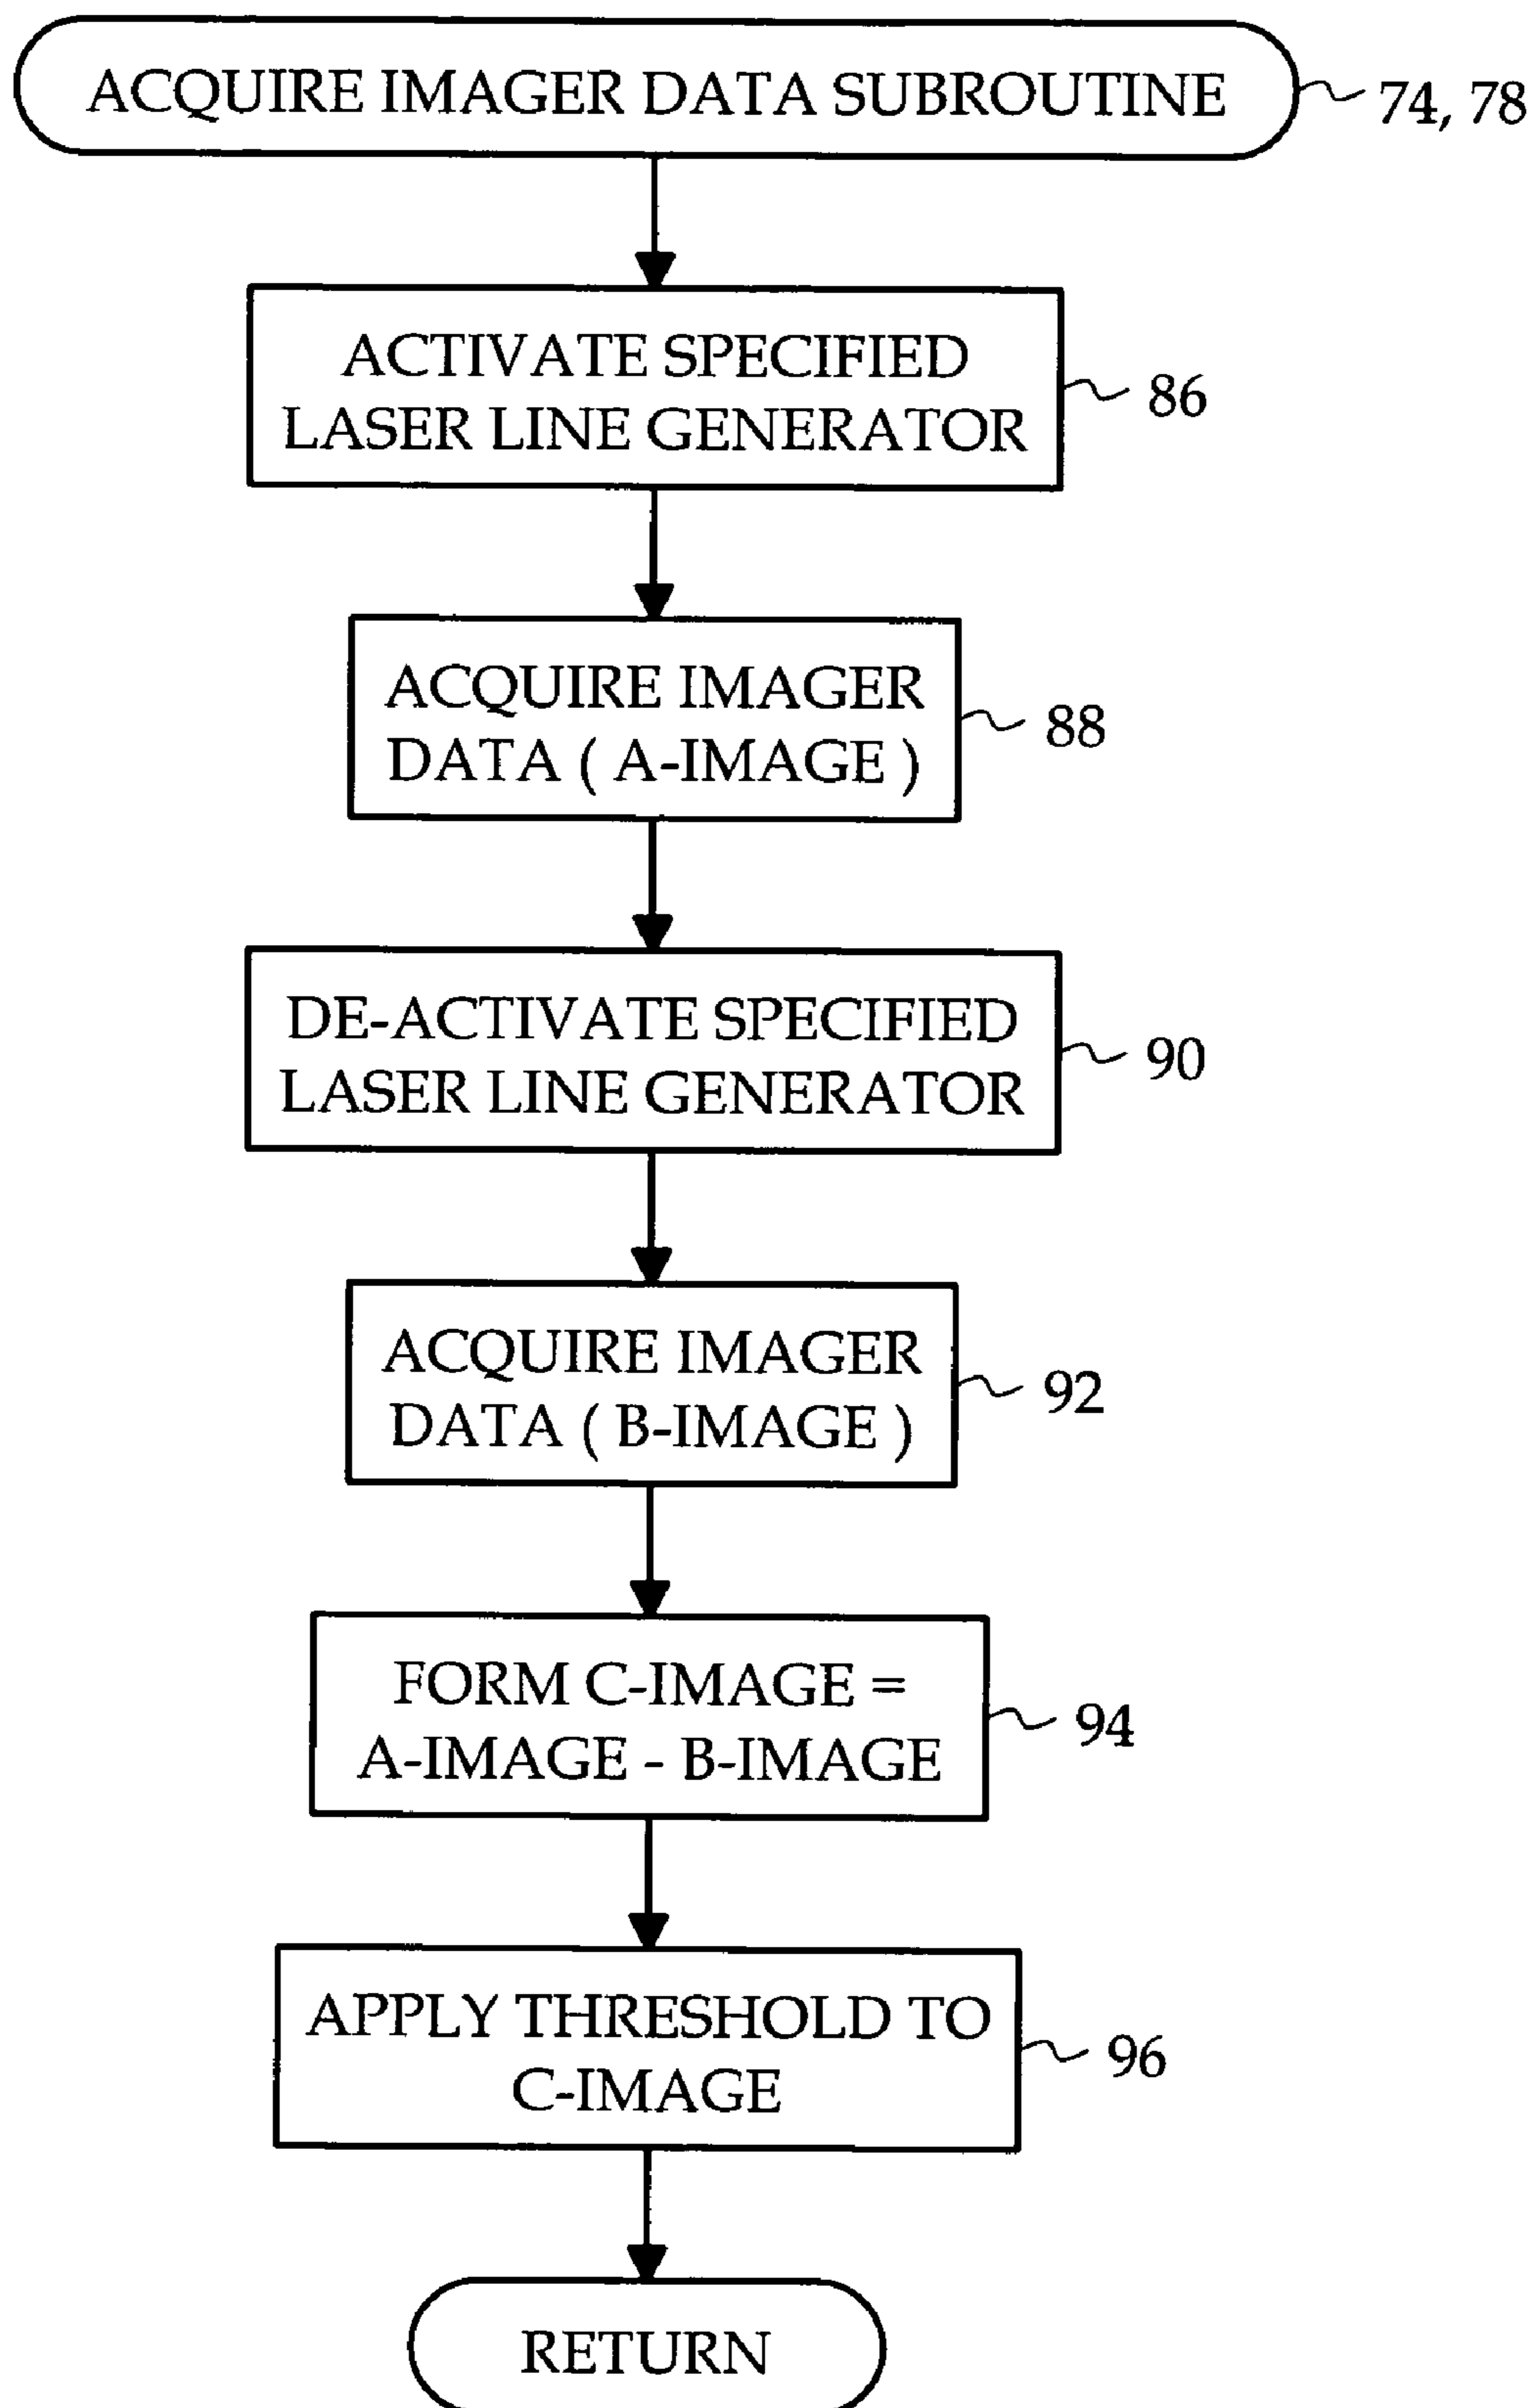 ACQUIRE IMAGER DATA SUBROUTINE
74, 78
ACTIVATE SPECIFIED
LASER LINE GENERATOR
86
ACQUIRE IMAGER
DATA ( A-IMAGE )
88
DE-ACTIVATE SPECIFIED
LASER LINE GENERATOR
90
ACQUIRE IMAGER
DATA ( B-IMAGE )
92
FORM C-IMAGE =
A-IMAGE - B-IMAGE
94
APPLY THRESHOLD TO
C-IMAGE
96
RETURN